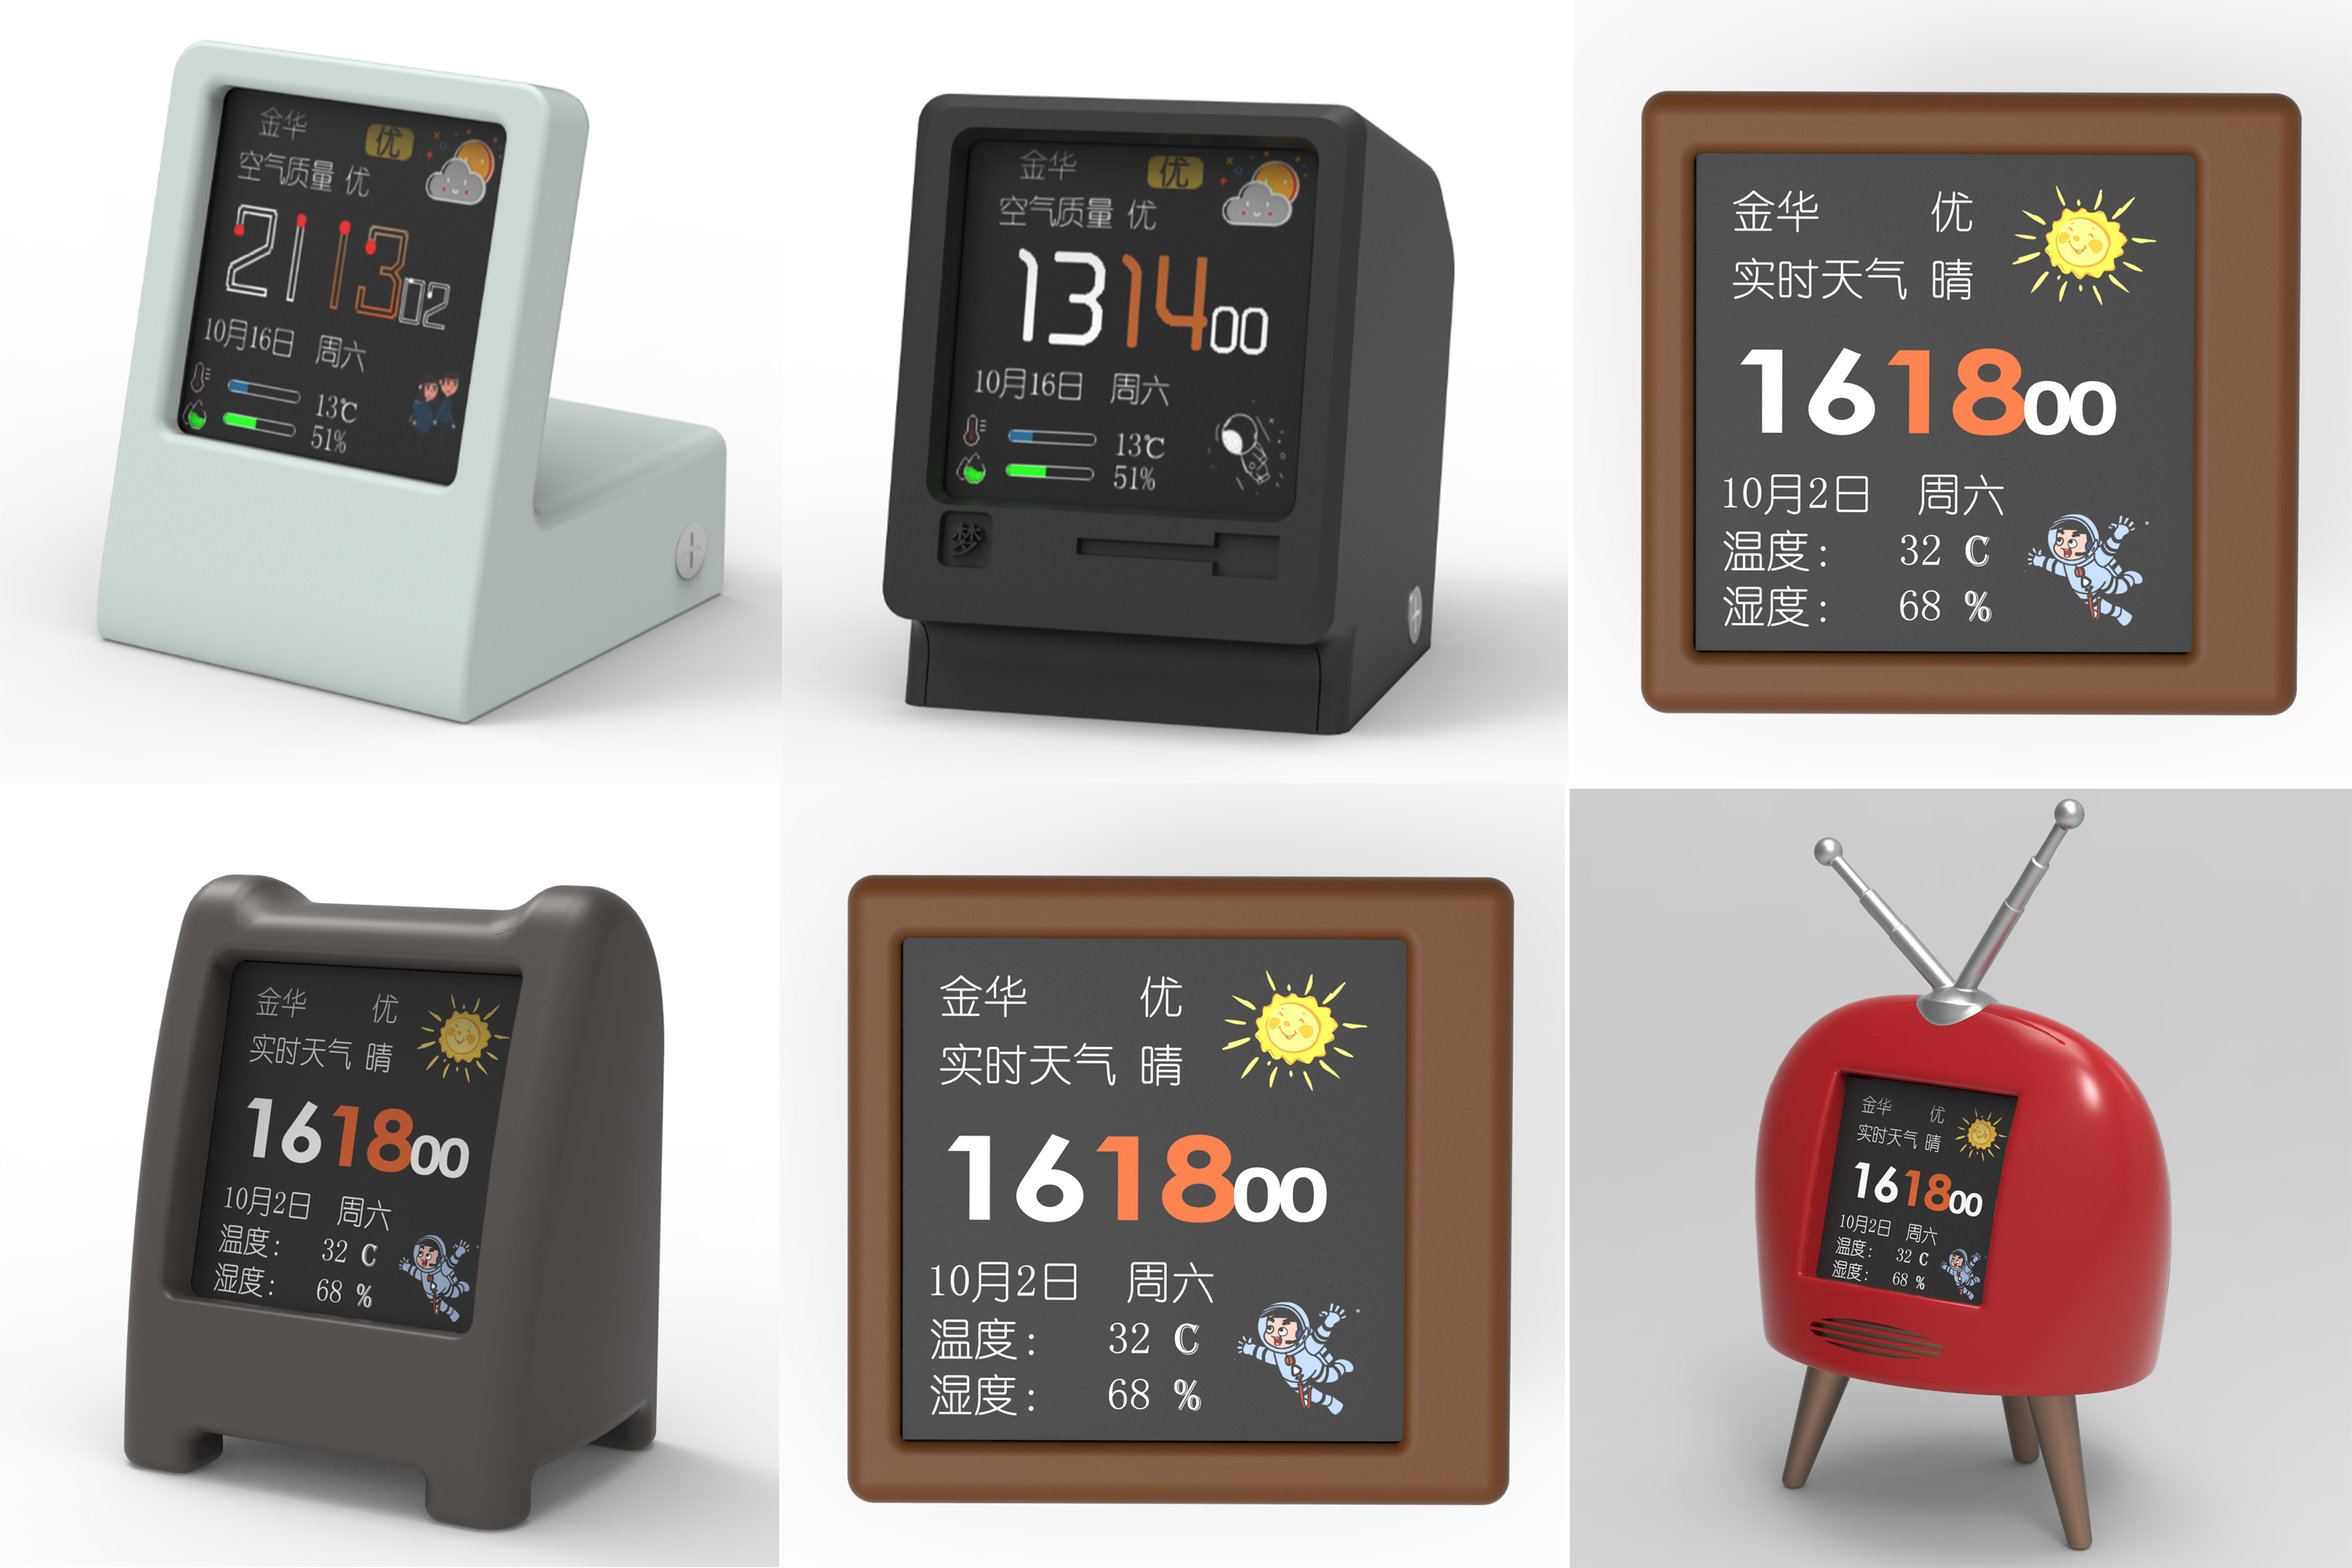 金华 优
空气质量 优
21 13 02
10月16日 周六
13℃
51%
金华 优
空气质量 优
13 14 00
10月16日 周六
13℃
51%
梦
金华 优
实时天气 晴
16 18 00
10月2日 周六
温度: 32 C
湿度: 68 %
金华 优
实时天气 晴
16 18 00
10月2日 周六
温度: 32 C
湿度: 68 %
金华 优
实时天气 晴
16 18 00
10月2日 周六
温度: 32 C
湿度: 68 %
金华 优
实时天气 晴
16 18 00
10月2日 周六
温度: 32 C
湿度: 68 %